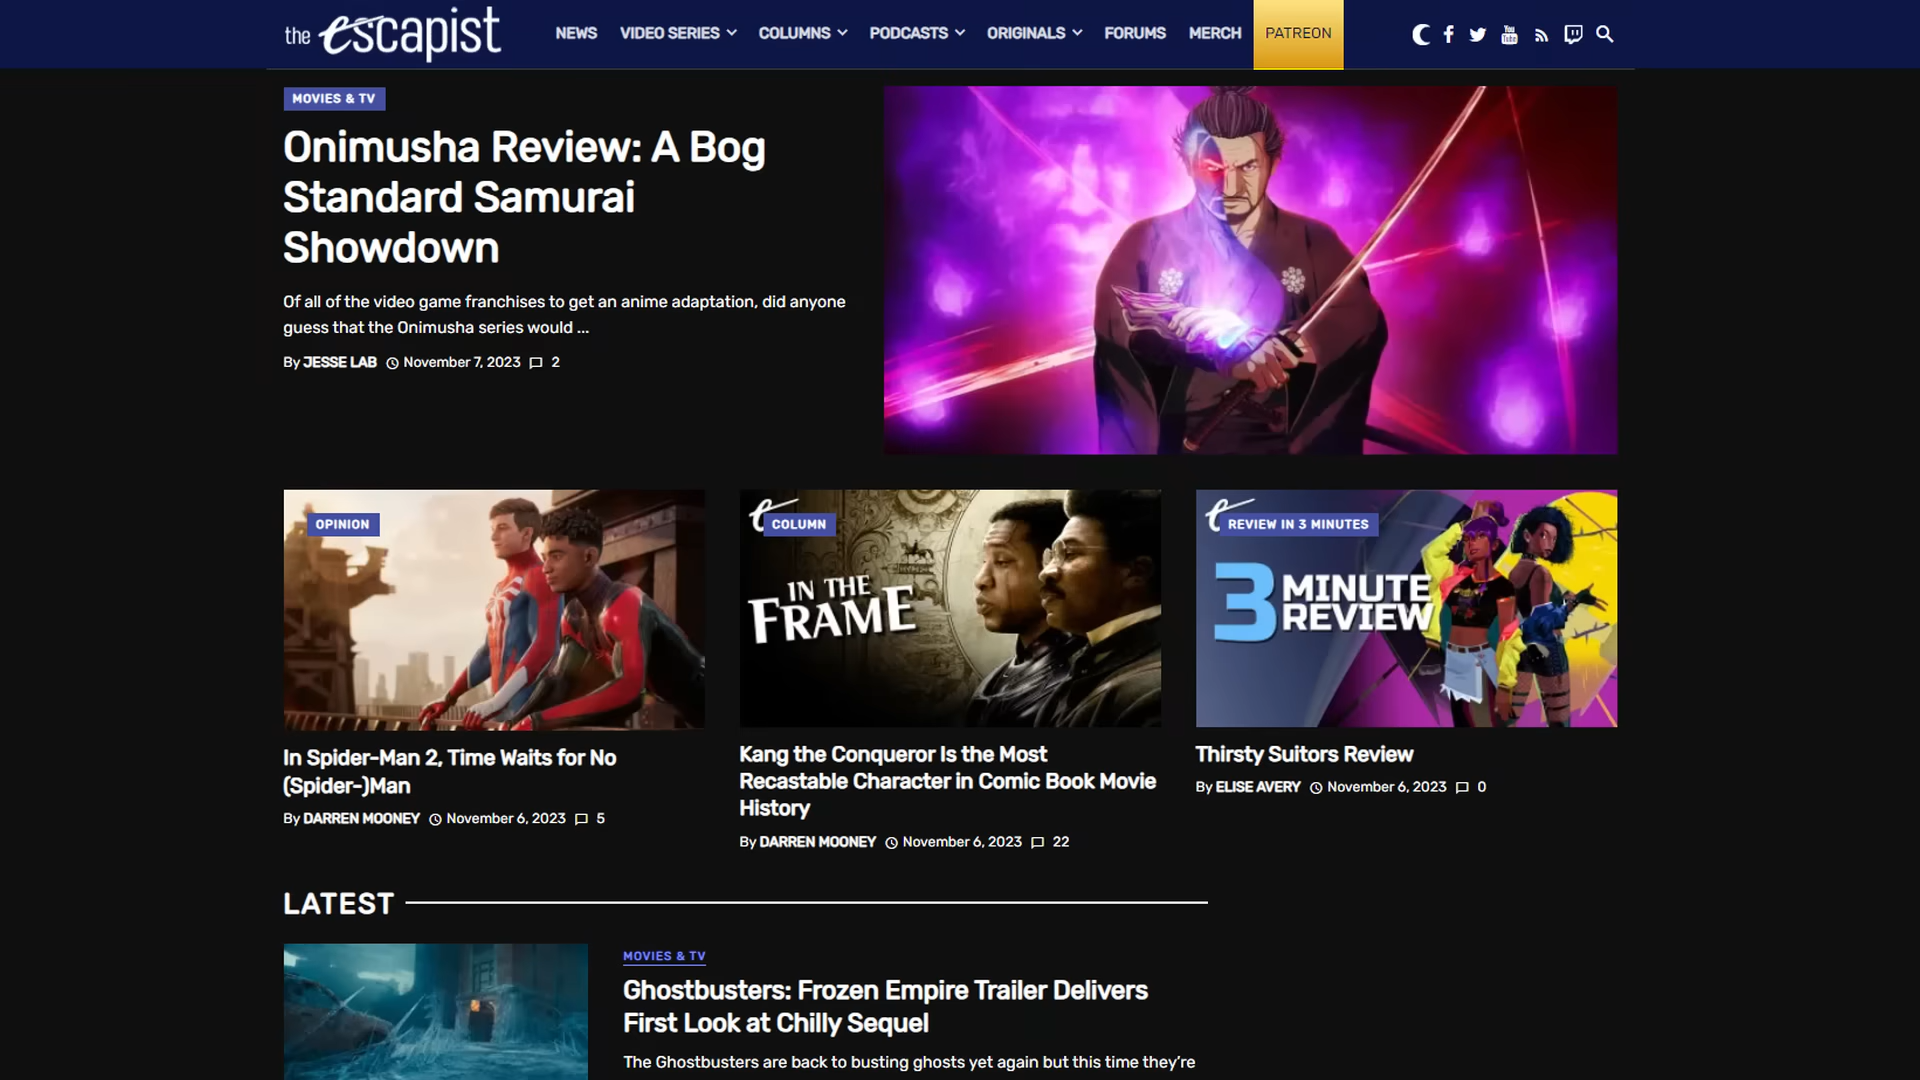 the escapist
NEWS VIDEO SERIES COLUMNS PODCASTS ORIGINALS FORUMS MERCH PATREON
MOVIES & TV
Onimusha Review: A Bog
Standard Samurai
Showdown
Of all of the video game franchises to get an anime adaptation, did anyone
guess that the Onimusha series would ...
By JESSE LAB November 7, 2023 2
OPINION
In Spider-Man 2, Time Waits for No
(Spider-)Man
By DARREN MOONEY November 6, 2023 5
e
COLUMN
IN THE
FRAME
Kang the Conqueror Is the Most
Recastable Character in Comic Book Movie
History
By DARREN MOONEY November 6, 2023 22
e
REVIEW IN 3 MINUTES
3 MINUTE
REVIEW
Thirsty Suitors Review
By ELISE AVERY November 6, 2023 0
LATEST
MOVIES & TV
Ghostbusters: Frozen Empire Trailer Delivers
First Look at Chilly Sequel
The Ghostbusters are back to busting ghosts yet again but this time they’re